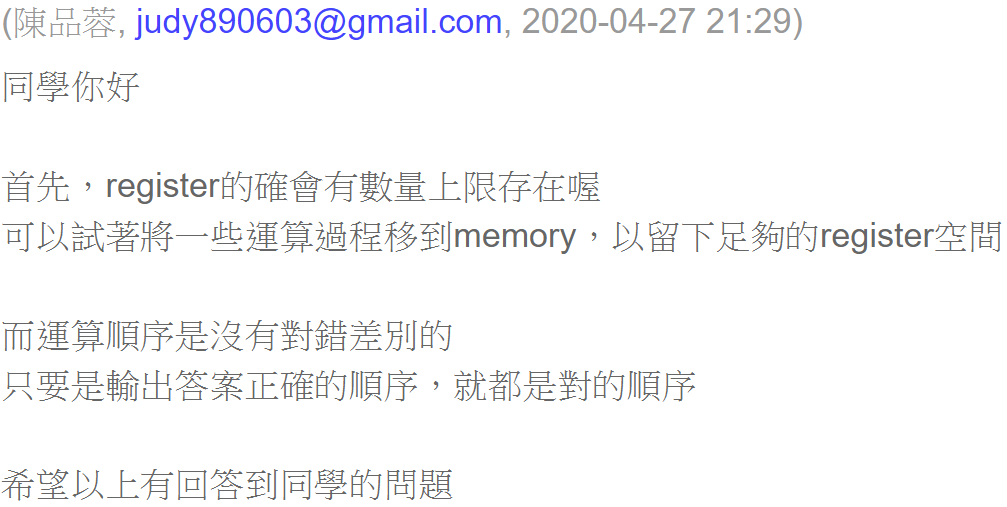 (陳品蓉, judy890603@gmail.com, 2020-04-27 21:29)
同學你好
首先，register的確會有數量上限存在喔
可以試著將一些運算過程移到memory，以留下足夠的register空間
而運算順序是沒有對錯差別的
只要是輸出答案正確的順序，就都是對的順序
希望以上有回答到同學的問題